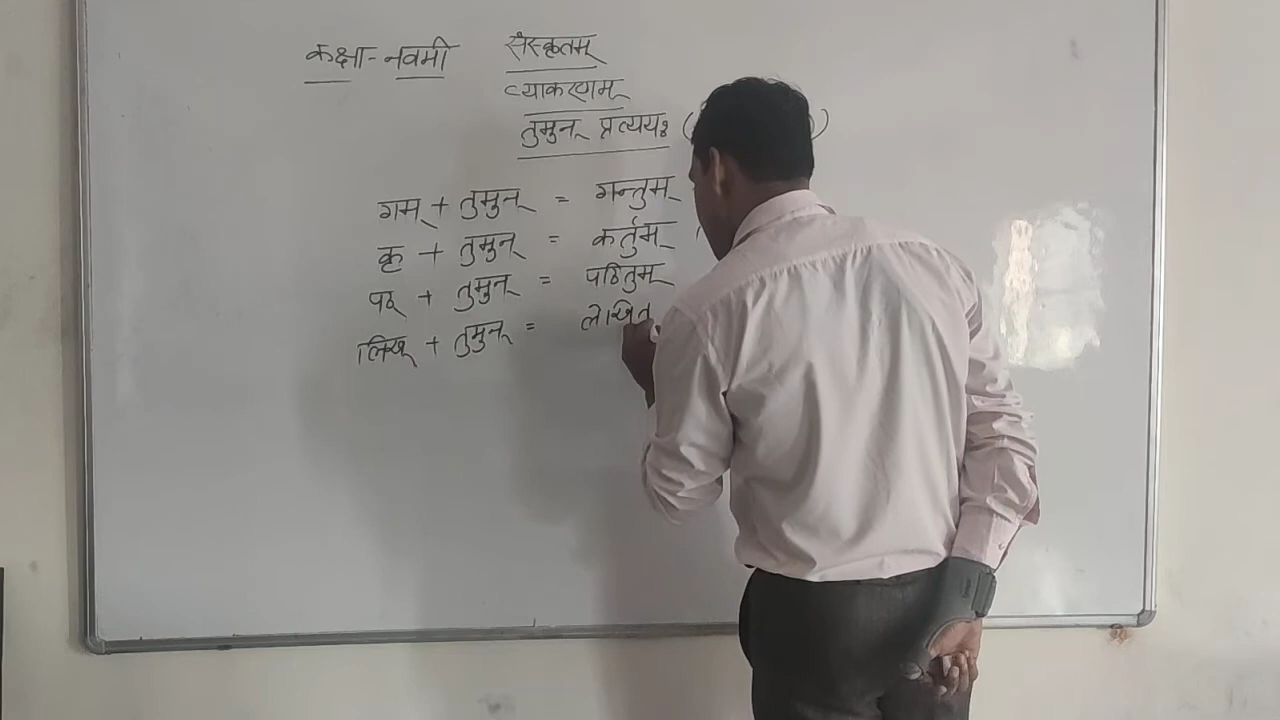 कक्षा-नवमी संस्कृतम्
व्याकरणम्
तुमुन् प्रत्ययः ( )
गम् + तुमुन् = गन्तुम्
कृ + तुमुन् = कर्तुम्
पठ् + तुमुन् = पठितुम्
लिख् + तुमुन् = लेखितु